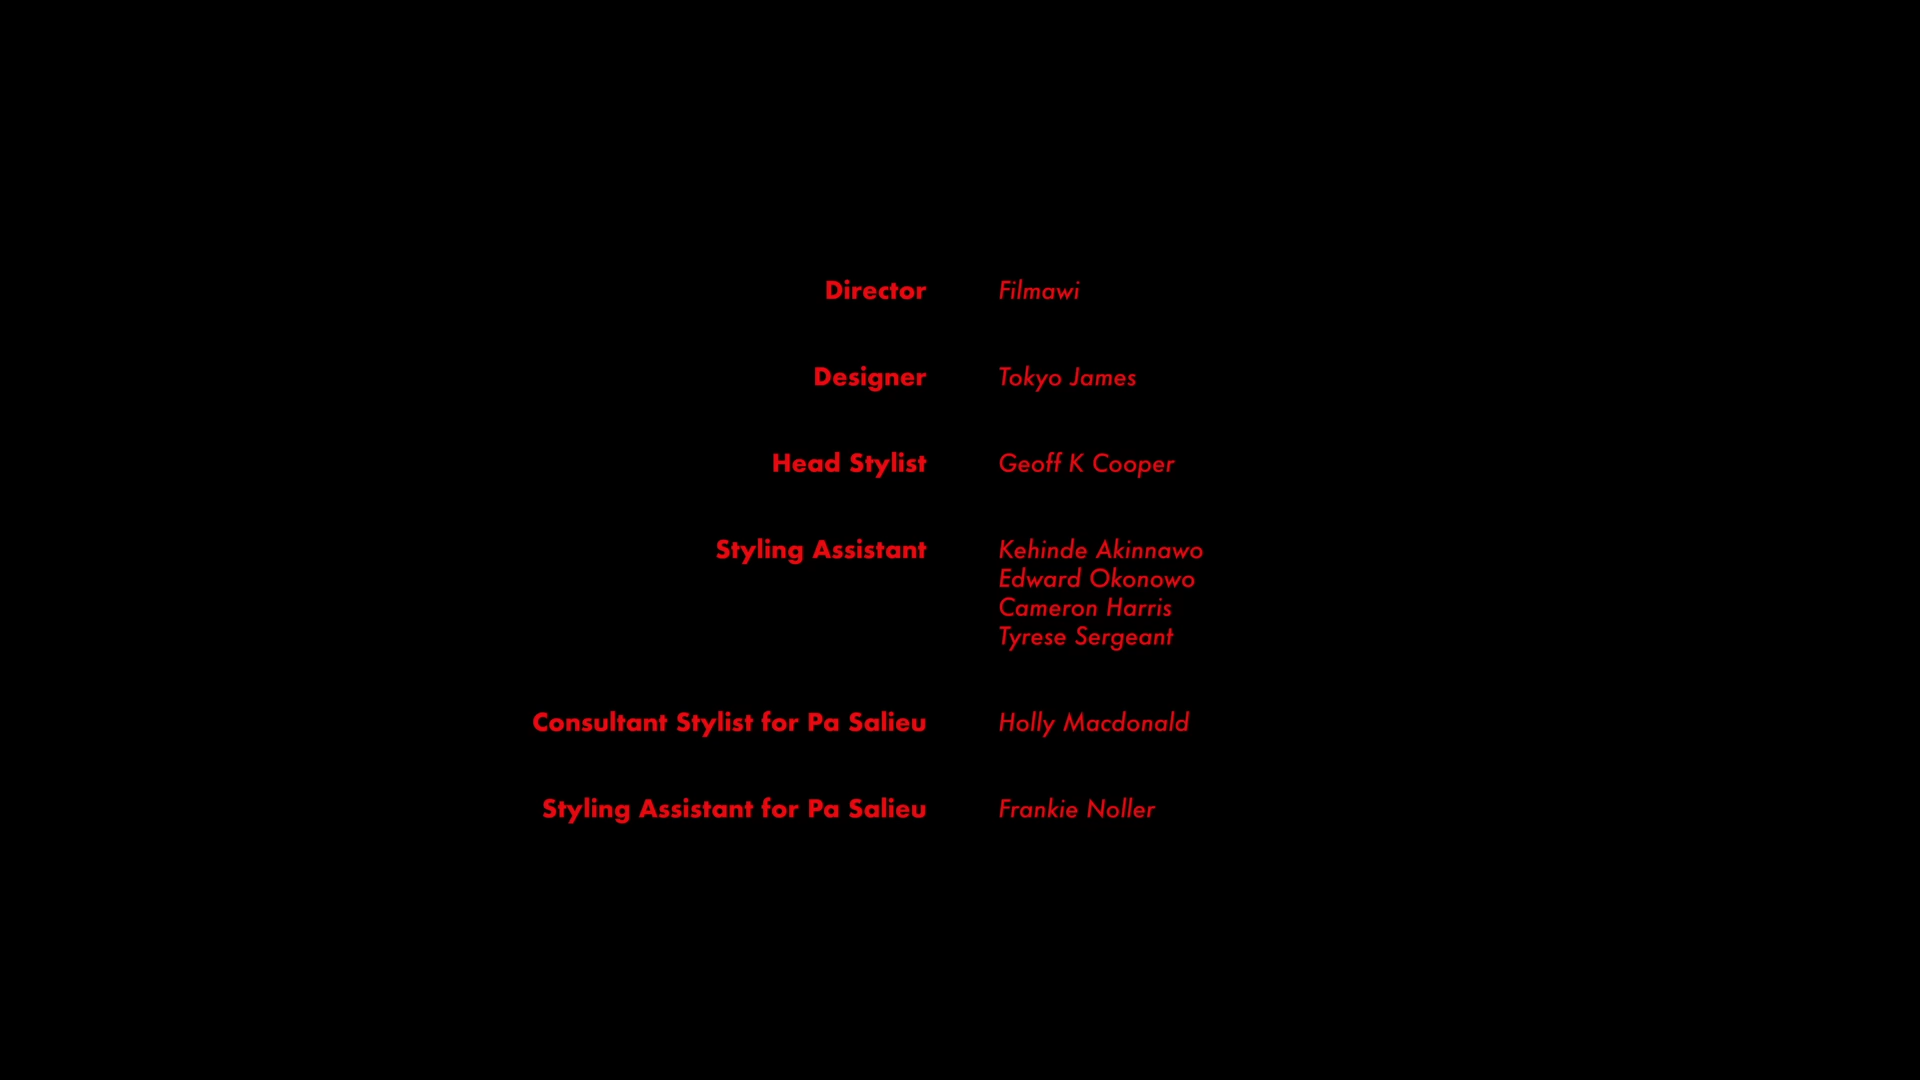 Director Filmawi
Designer Tokyo James
Head Stylist Geoff K Cooper
Styling Assistant Kehinde Akinnawo
Edward Okonowo
Cameron Harris
Tyrese Sergeant
Consultant Stylist for Pa Salieu Holly Macdonald
Styling Assistant for Pa Salieu Frankie Noller